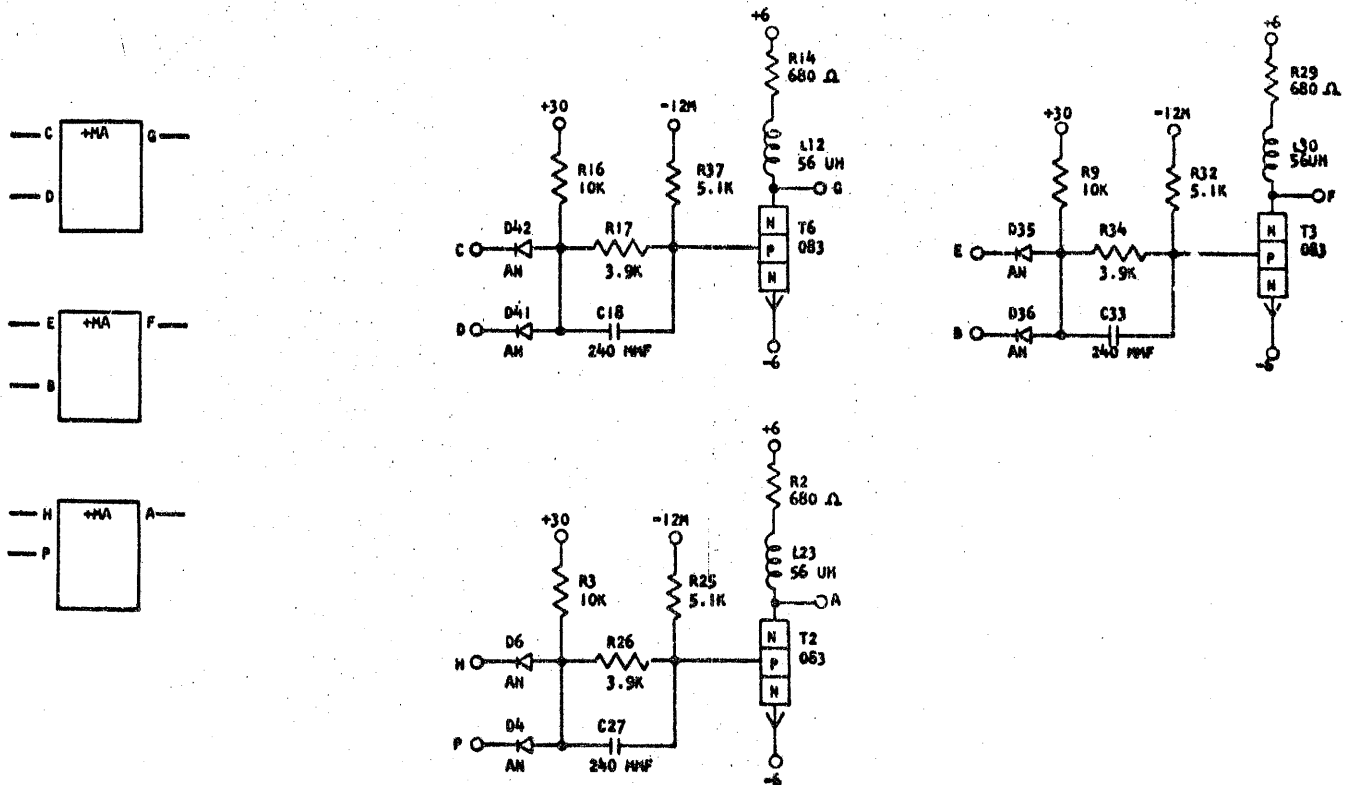 C +MA G
D
E +MA F
B
H +MA A
P
+6
R14
680 Ω
L12
56 UH
G
+30
-12M
R16
10K
R37
5.1K
D42
C
AN
R17
3.9K
D41
D
AN
C18
240 MMF
N
P
N
T6
083
-6
+6
R29
680 Ω
L30
56UH
F
+30
-12M
R9
10K
R32
5.1K
D35
E
AN
R34
3.9K
D36
B
AN
C33
240 MMF
N
P
N
T3
083
-6
+6
R2
680 Ω
L23
56 UH
A
+30
-12M
R3
10K
R25
5.1K
D6
H
AN
R26
3.9K
D4
P
AN
C27
240 MMF
N
P
N
T2
083
-6